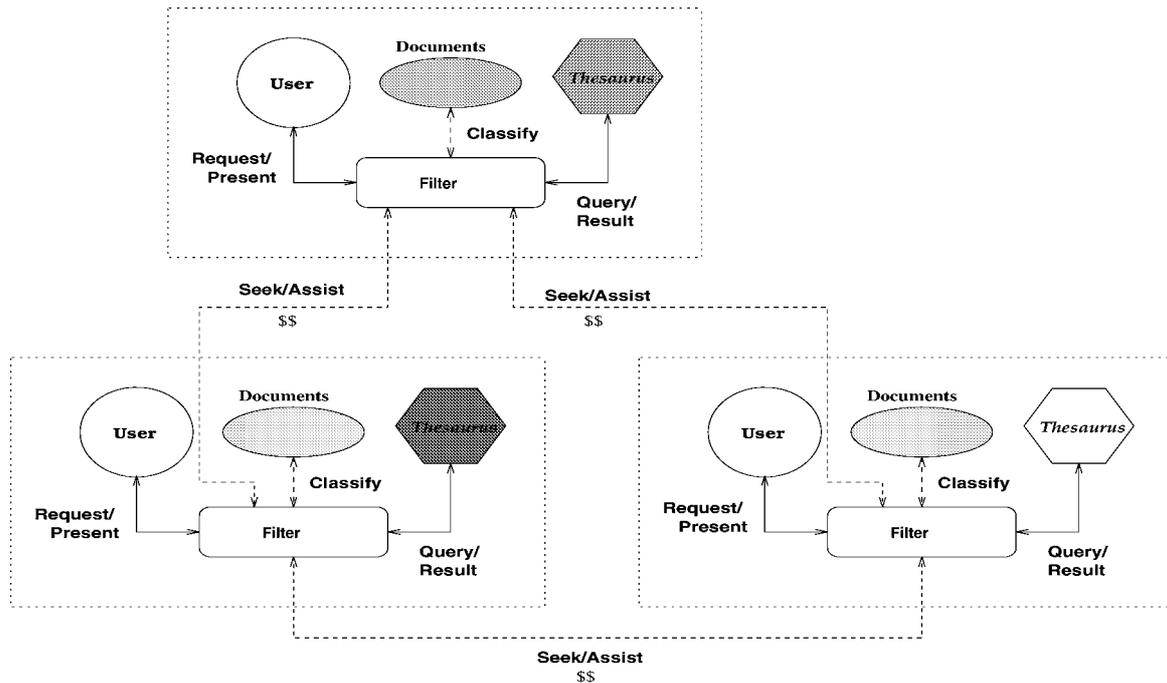 Documents
User
Thesaurus
Classify
Request/
Present
Filter
Query/
Result
Seek/Assist
$$
Seek/Assist
$$
Documents
User
Thesaurus
Classify
Request/
Present
Filter
Query/
Result
Documents
User
Thesaurus
Classify
Request/
Present
Filter
Query/
Result
Seek/Assist
$$